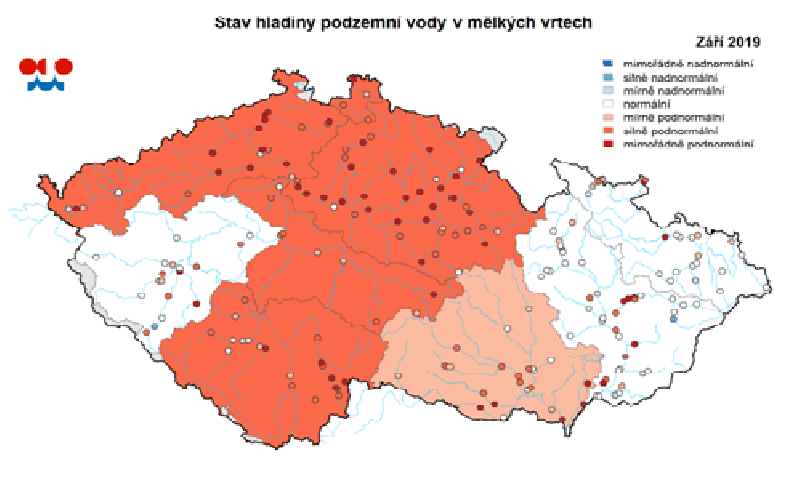 Stav hladiny podzemní vody v mělkých vrtech
Září 2019
mimořádně nadnormální
silně nadnormální
mírně nadnormální
normální
mírně podnormální
silně podnormální
mimořádně podnormální